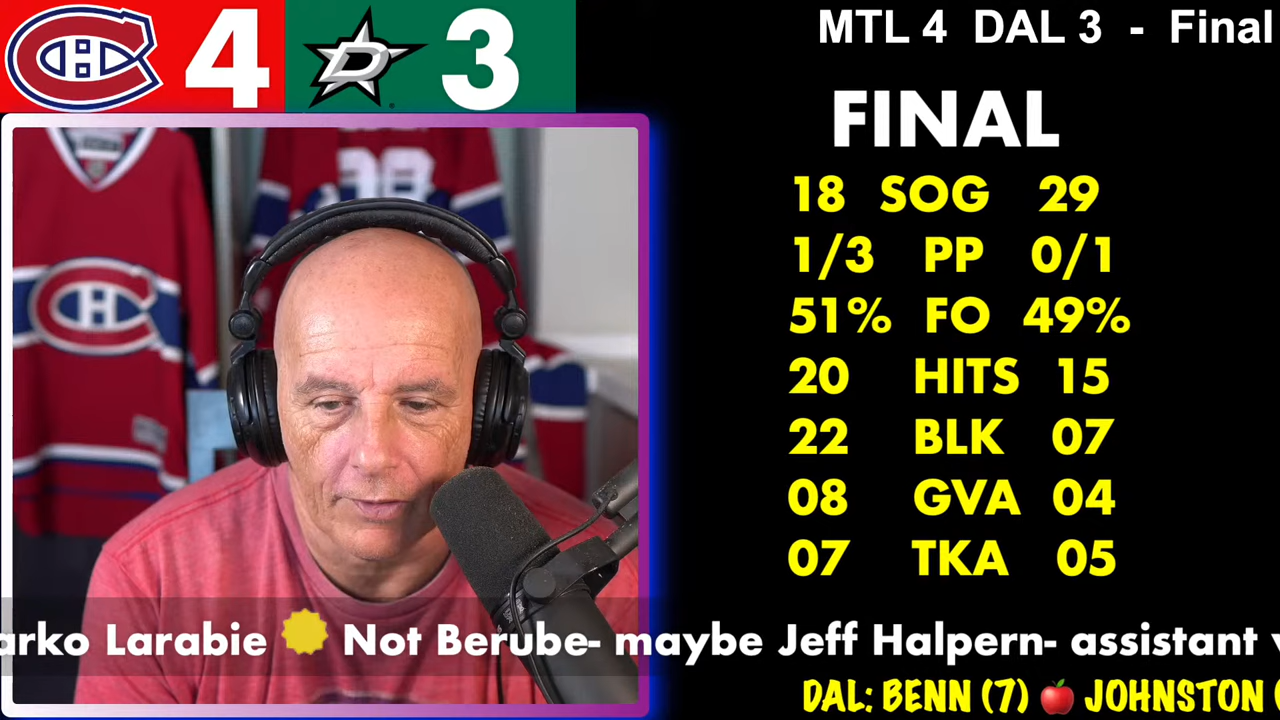 4 3
MTL 4 DAL 3 - Final
FINAL
18 SOG 29
1/3 PP 0/1
51% FO 49%
20 HITS 15
22 BLK 07
08 GVA 04
07 TKA 05
arko Larabie Not Berube- maybe Jeff Halpern- assistant
DAL: BENN (7) 🍎 JOHNSTON